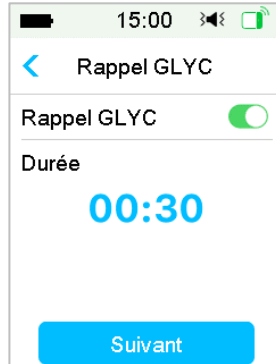 15:00
Rappel GLYC
Rappel GLYC
Durée
00:30
Suivant